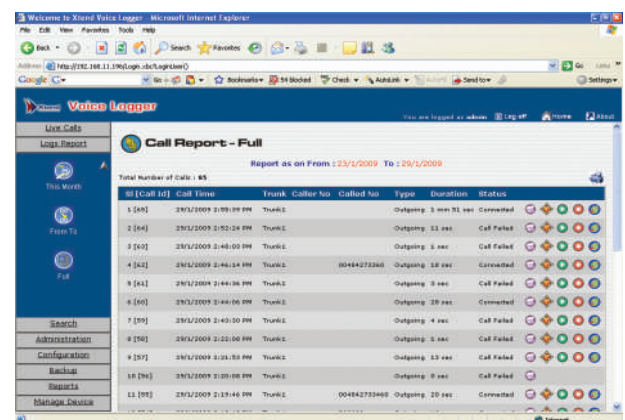 Welcome to Xtend Voice Logger - Microsoft Internet Explorer
File Edit View Favorites Tools Help
Back Search Favorites
Go
Google Bookmarks 54 blocked Check AutoLink Send to Settings
Xtend Voice Logger
You are logged as admin Log off Home About
Live Calls
Logs Report
This Month
From To
Full
Search
Administration
Configuration
Backup
Reports
Manage Device
Call Report - Full
Report as on From : 23/1/2009 To : 29/1/2009
Total Number of Calls : 65
Sl [Call Id] Call Time Trunk Caller No Called No Type Duration Status
1 [65] 29/1/2009 2:55:39 PM Trunk1 Outgoing 1 mm 51 sec Connected
2 [64] 29/1/2009 2:52:24 PM Trunk1 Outgoing 11 sec Call Failed
3 [63] 29/1/2009 2:48:00 PM Trunk1 Outgoing sec Call Failed
4 [62] 29/1/2009 2:46:14 PM Trunk1 00484273360 Outgoing 18 sec Connected
5 [61] 29/1/2009 2:44:36 PM Trunk1 Outgoing sec Call Failed
6 [60] 29/1/2009 2:44:06 PM Trunk1 Outgoing 28 sec Connected
7 [59] 29/1/2009 2:43:00 PM Trunk1 Outgoing 4 sec Call Failed
8 [58] 29/1/2009 2:22:08 PM Trunk1 Outgoing sec Call Failed
9 [57] 29/1/2009 2:21:53 PM Trunk1 Outgoing 13 sec Call Failed
10 [56] 29/1/2009 2:20:08 PM Trunk1 Outgoing sec Call Failed
11 [55] 29/1/2009 2:19:46 PM Trunk1 004842733460 Outgoing 20 sec Connected
Internet